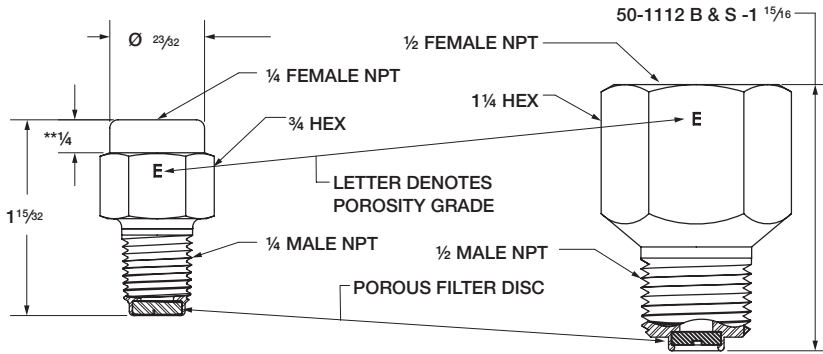 50-1112 B & S -1 15/16
Ø 23/32
½ FEMALE NPT
¼ FEMALE NPT
1¼ HEX
¾ HEX
**¼
E
E
LETTER DENOTES
POROSITY GRADE
1 15/32
¼ MALE NPT
½ MALE NPT
POROUS FILTER DISC